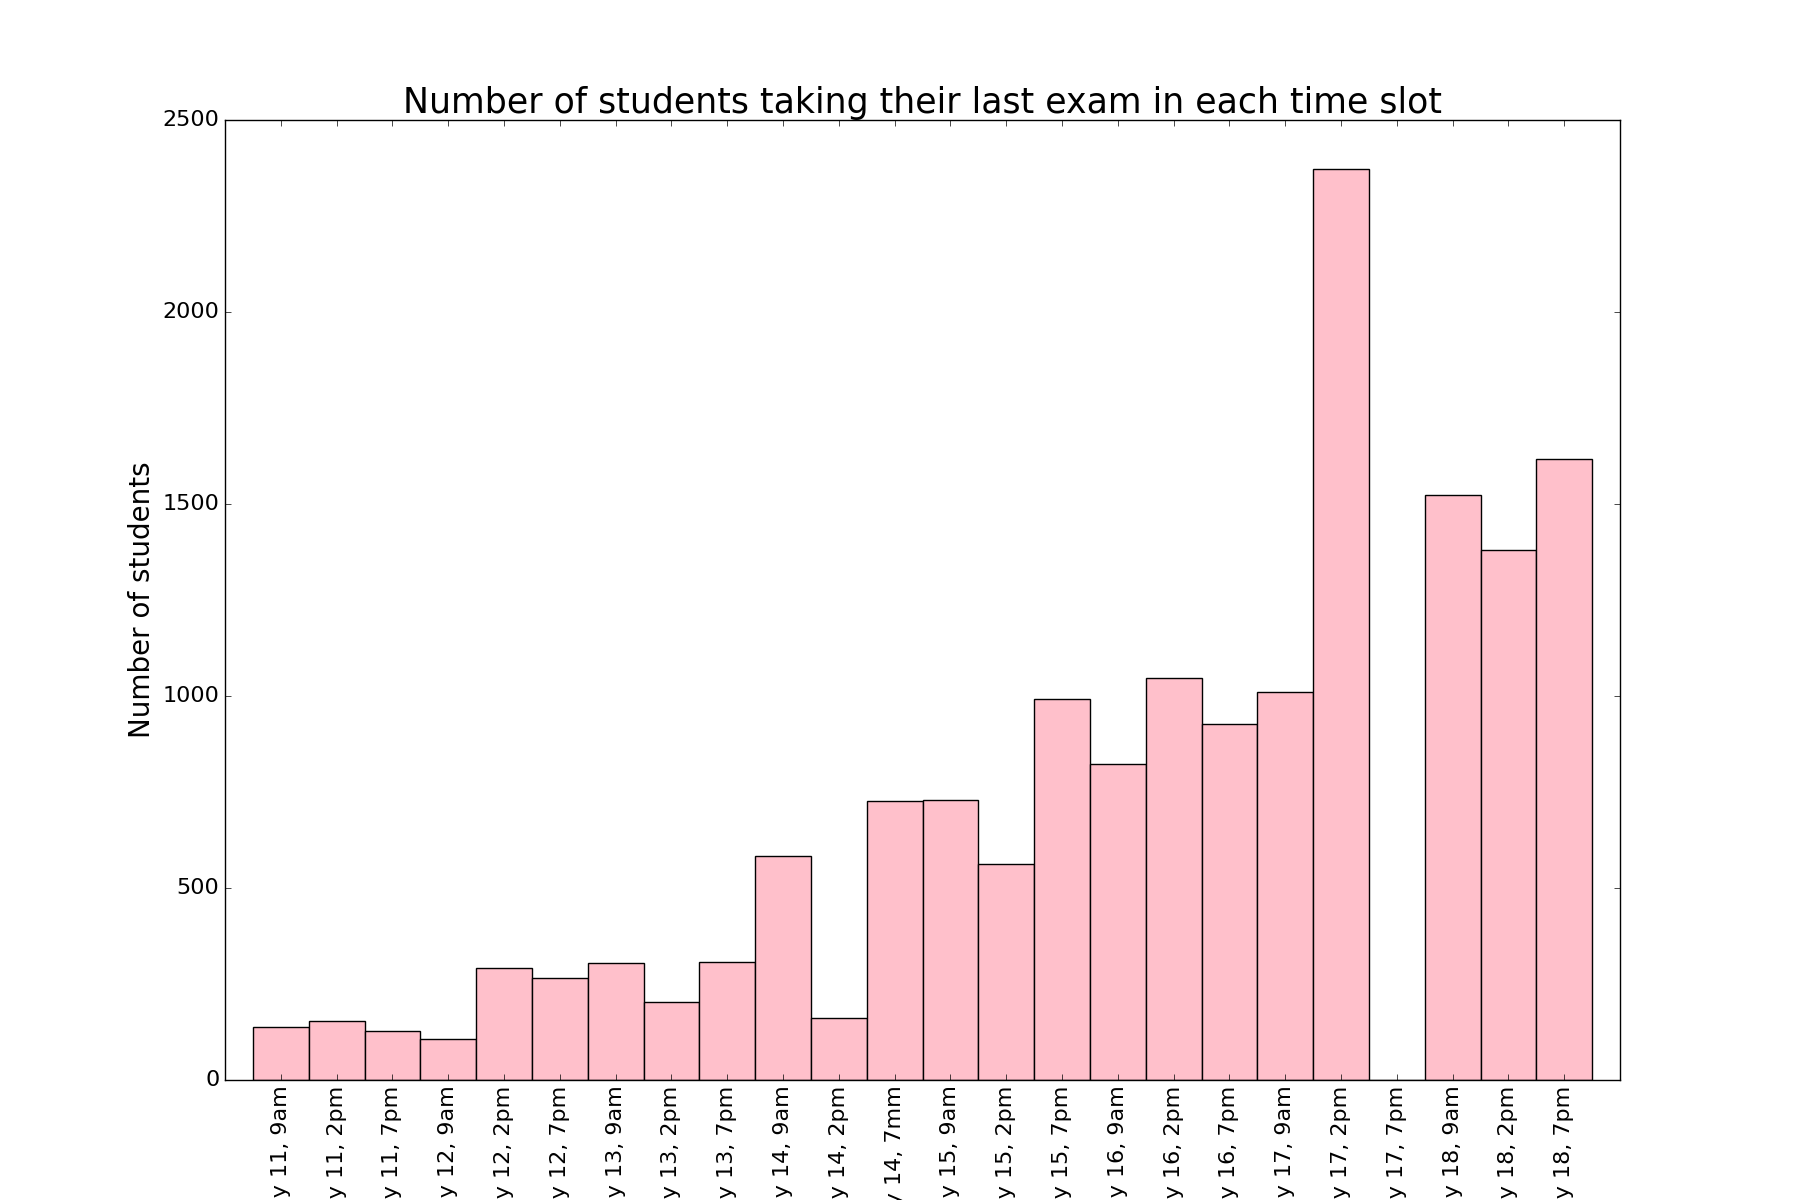 Number of students taking their last exam in each time slot
Number of students
2500
2000
1500
1000
500
0
y 11, 9am
y 11, 2pm
y 11, 7pm
y 12, 9am
y 12, 2pm
y 12, 7pm
y 13, 9am
y 13, 2pm
y 13, 7pm
y 14, 9am
y 14, 2pm
y 14, 7mm
y 15, 9am
y 15, 2pm
y 15, 7pm
y 16, 9am
y 16, 2pm
y 16, 7pm
y 17, 9am
y 17, 2pm
y 17, 7pm
y 18, 9am
y 18, 2pm
y 18, 7pm